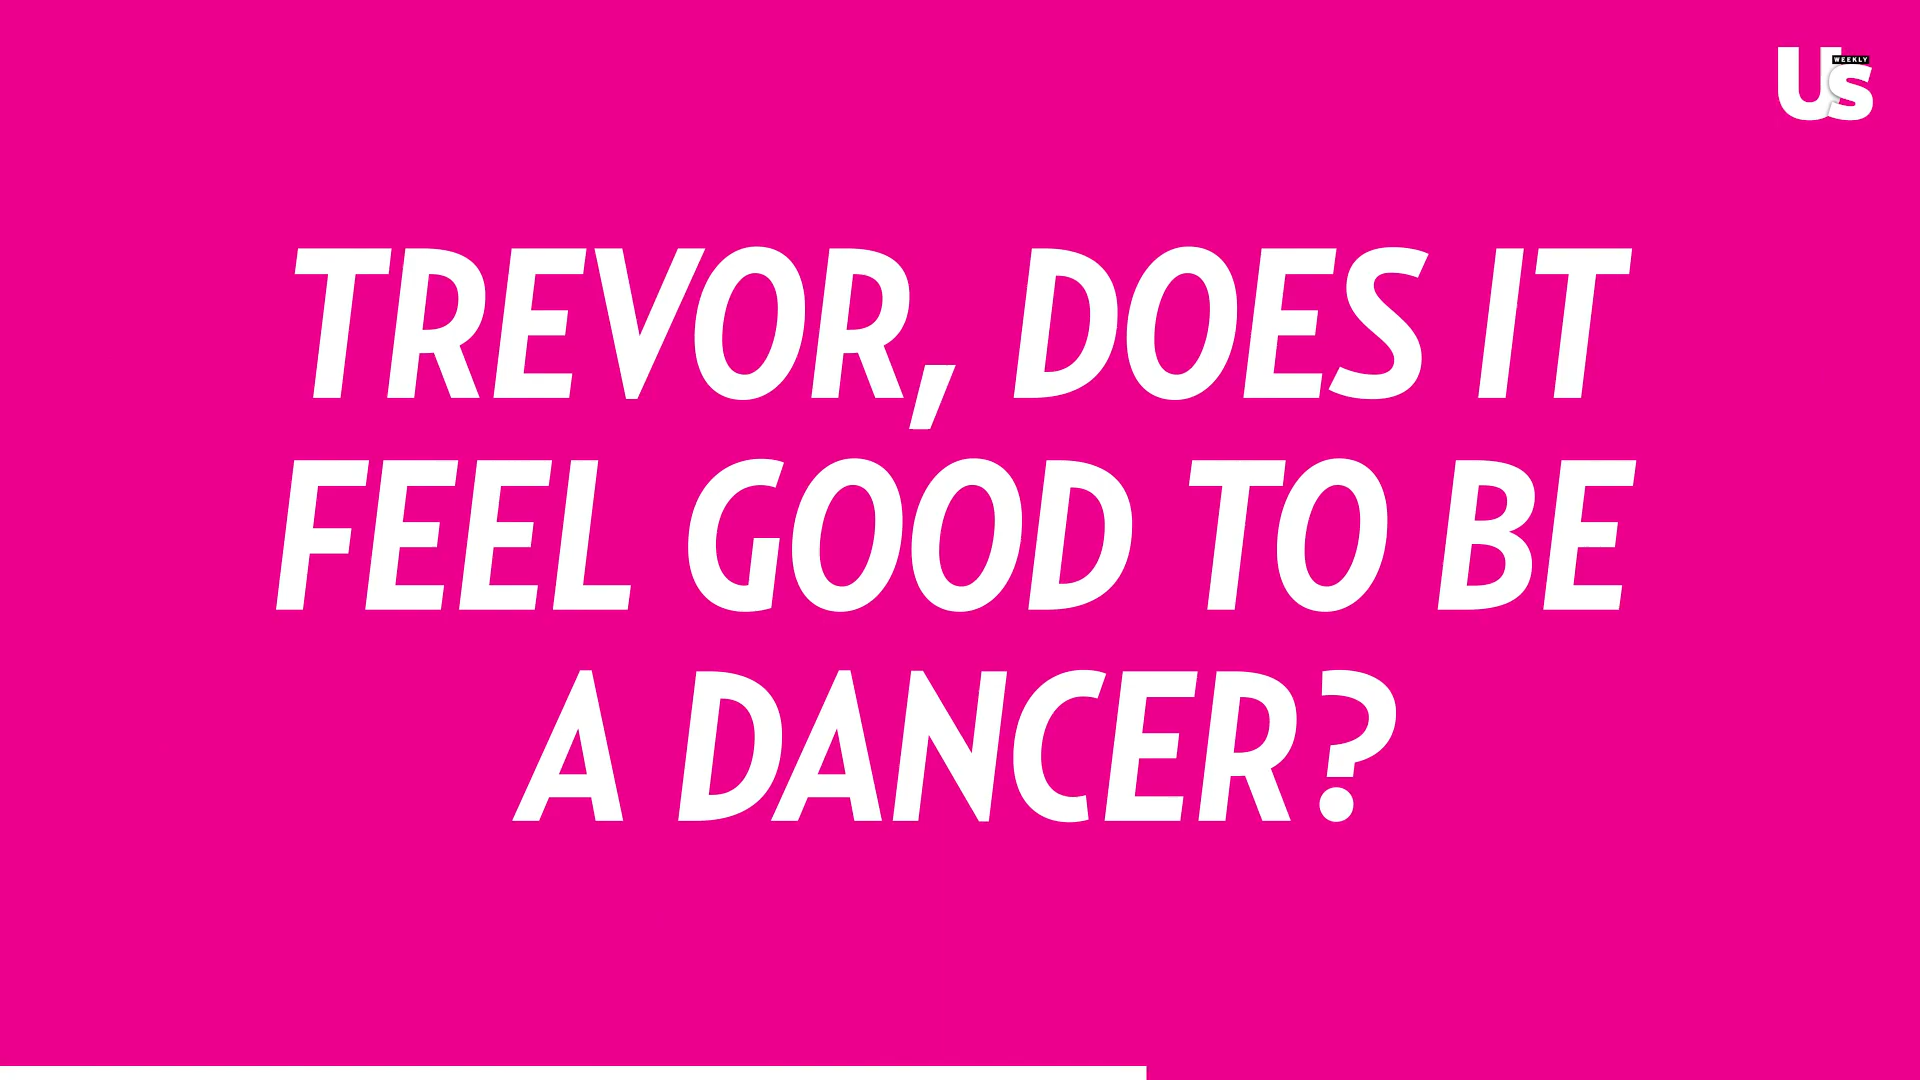 Us
WEEKLY
TREVOR, DOES IT
FEEL GOOD TO BE
A DANCER?